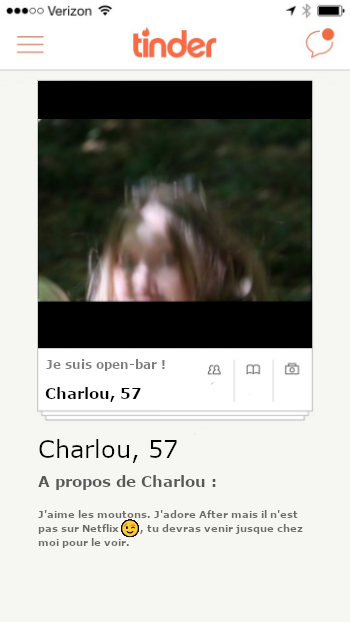 Verizon
tinder
Je suis open-bar !
Charlou, 57
Charlou, 57
A propos de Charlou :
J'aime les moutons. J'adore After mais il n'est
pas sur Netflix 😉, tu devras venir jusque chez
moi pour le voir.